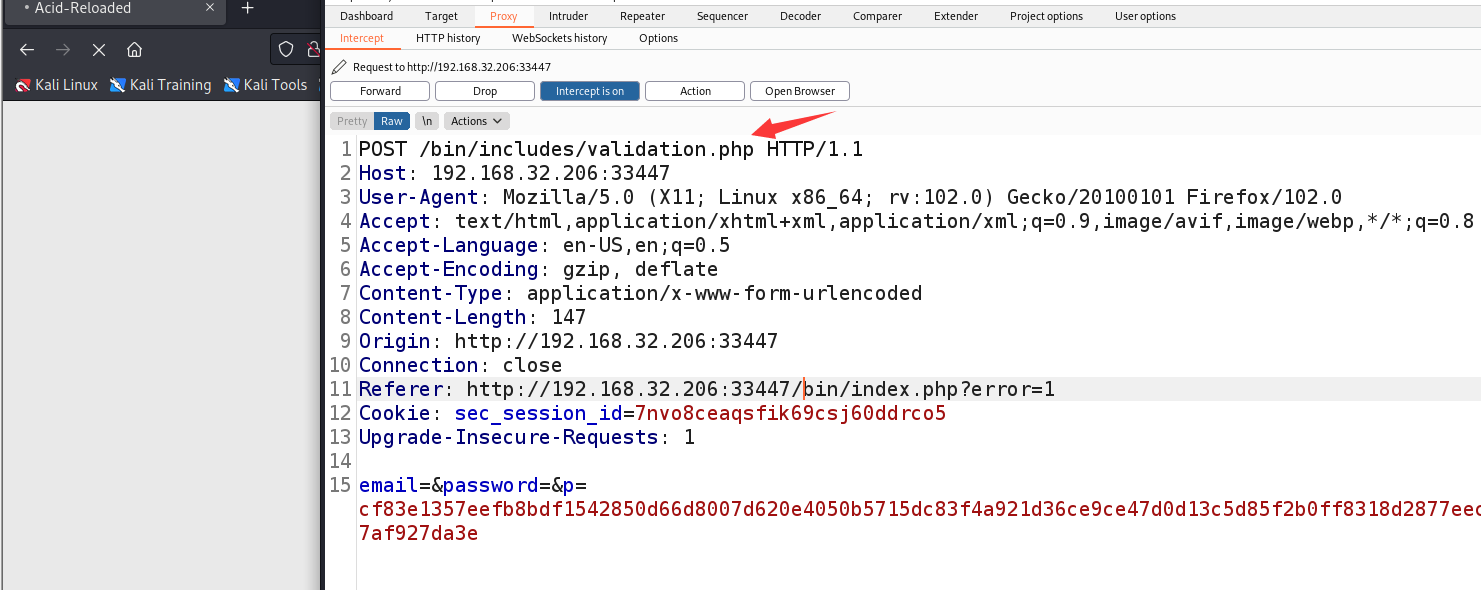 Acid-Reloaded
Dashboard Target Proxy Intruder Repeater Sequencer Decoder Comparer Extender Project options User options
Intercept HTTP history WebSockets history Options
Request to http://192.168.32.206:33447
Forward Drop Intercept is on Action Open Browser
Kali Linux Kali Training Kali Tools
Pretty Raw \n Actions
1 POST /bin/includes/validation.php HTTP/1.1
2 Host: 192.168.32.206:33447
3 User-Agent: Mozilla/5.0 (X11; Linux x86_64; rv:102.0) Gecko/20100101 Firefox/102.0
4 Accept: text/html,application/xhtml+xml,application/xml;q=0.9,image/avif,image/webp,*/*;q=0.8
5 Accept-Language: en-US,en;q=0.5
6 Accept-Encoding: gzip, deflate
7 Content-Type: application/x-www-form-urlencoded
8 Content-Length: 147
9 Origin: http://192.168.32.206:33447
10 Connection: close
11 Referer: http://192.168.32.206:33447/bin/index.php?error=1
12 Cookie: sec_session_id=7nvo8ceaqsfik69csj60ddrco5
13 Upgrade-Insecure-Requests: 1
14
15 email=&password=&p=
cf83e1357eefb8bdf1542850d66d8007d620e4050b5715dc83f4a921d36ce9ce47d0d13c5d85f2b0ff8318d2877eec
7af927da3e